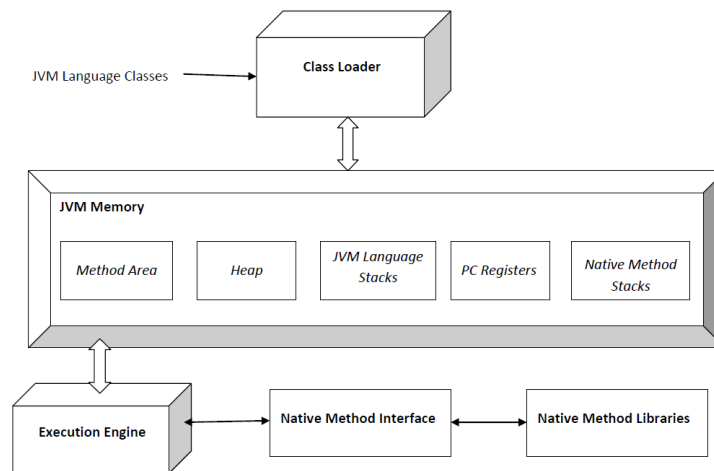 Class Loader
JVM Language Classes
JVM Memory
Method Area
Heap
JVM Language
Stacks
PC Registers
Native Method
Stacks
Execution Engine
Native Method Interface
Native Method Libraries